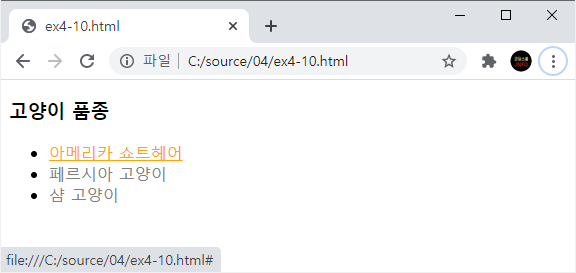 ex4-10.html
파일 C:/source/04/ex4-10.html
고양이 품종
아메리카 쇼트헤어
페르시아 고양이
샴 고양이
file:///C:/source/04/ex4-10.html#